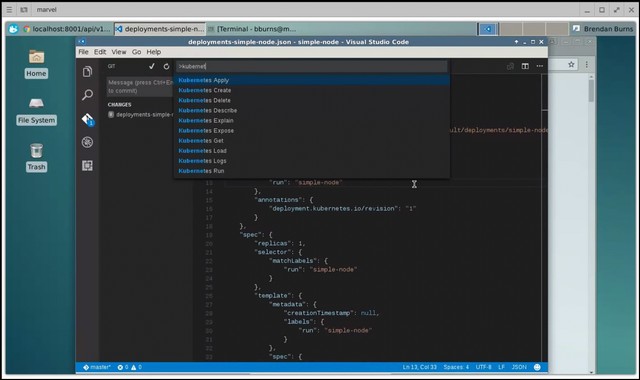 marvel
localhost:8001/api/v1...
deployments-simple-n...
[Terminal - bburns@m...
Brendan Burns
deployments-simple-node.json - simple-node - Visual Studio Code
File Edit View Go Help
Home
File System
Trash
GIT
Message (press Ctrl+En
to commit)
CHANGES
deployments-simple-n
>kubernet
Kubernetes Apply
Kubernetes Create
Kubernetes Delete
Kubernetes Describe
Kubernetes Explain
Kubernetes Expose
Kubernetes Get
Kubernetes Load
Kubernetes Logs
Kubernetes Run
ult/deployments/simple-node
13 "run": "simple-node"
14 },
15 "annotations": {
16 "deployment.kubernetes.io/revision": "1"
17 }
18 },
19 "spec": {
20 "replicas": 1,
21 "selector": {
22 "matchLabels": {
23 "run": "simple-node"
24 }
25 },
26 "template": {
27 "metadata": {
28 "creationTimestamp": null,
29 "labels": {
30 "run": "simple-node"
31 }
32 },
33 "spec": {
master* 0 0 Ln 13, Col 33 Spaces: 4 UTF-8 LF JSON